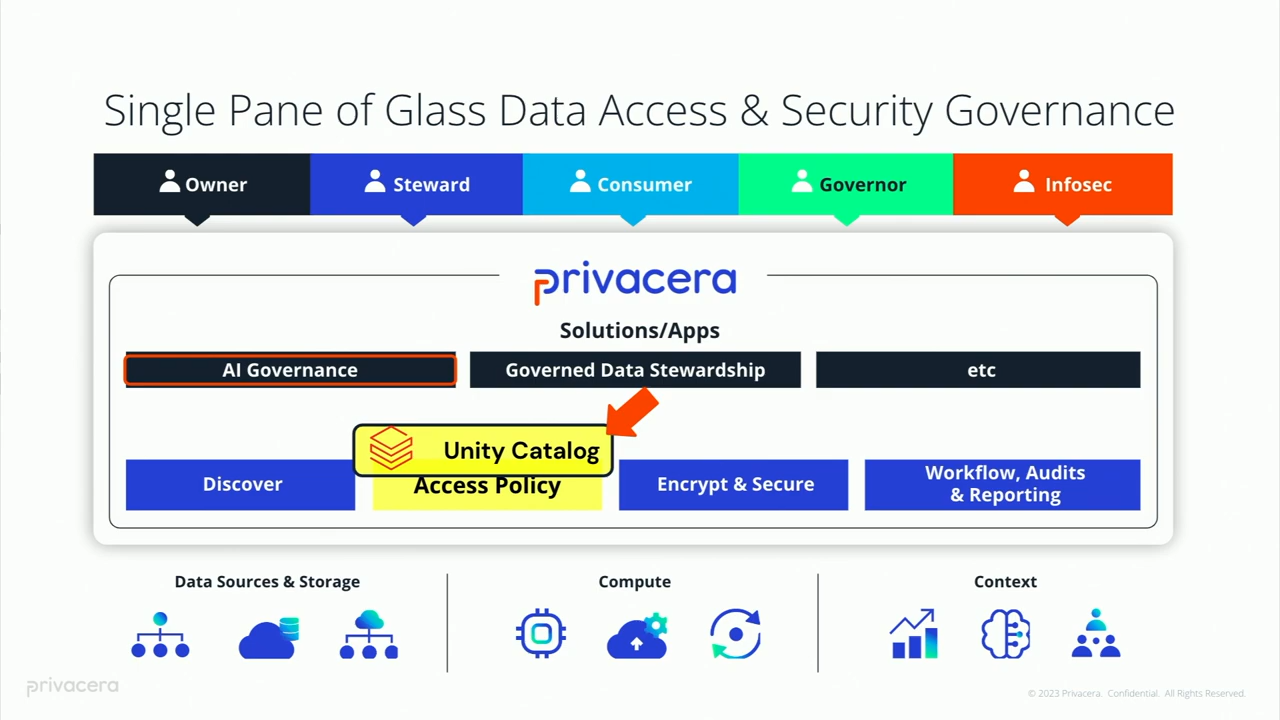 Single Pane of Glass Data Access & Security Governance
Owner
Steward
Consumer
Governor
Infosec
privacera
Solutions/Apps
AI Governance
Governed Data Stewardship
etc
Unity Catalog
Discover
Access Policy
Encrypt & Secure
Workflow, Audits
& Reporting
Data Sources & Storage
Compute
Context
privacera
© 2023 Privacera. Confidential. All Rights Reserved.